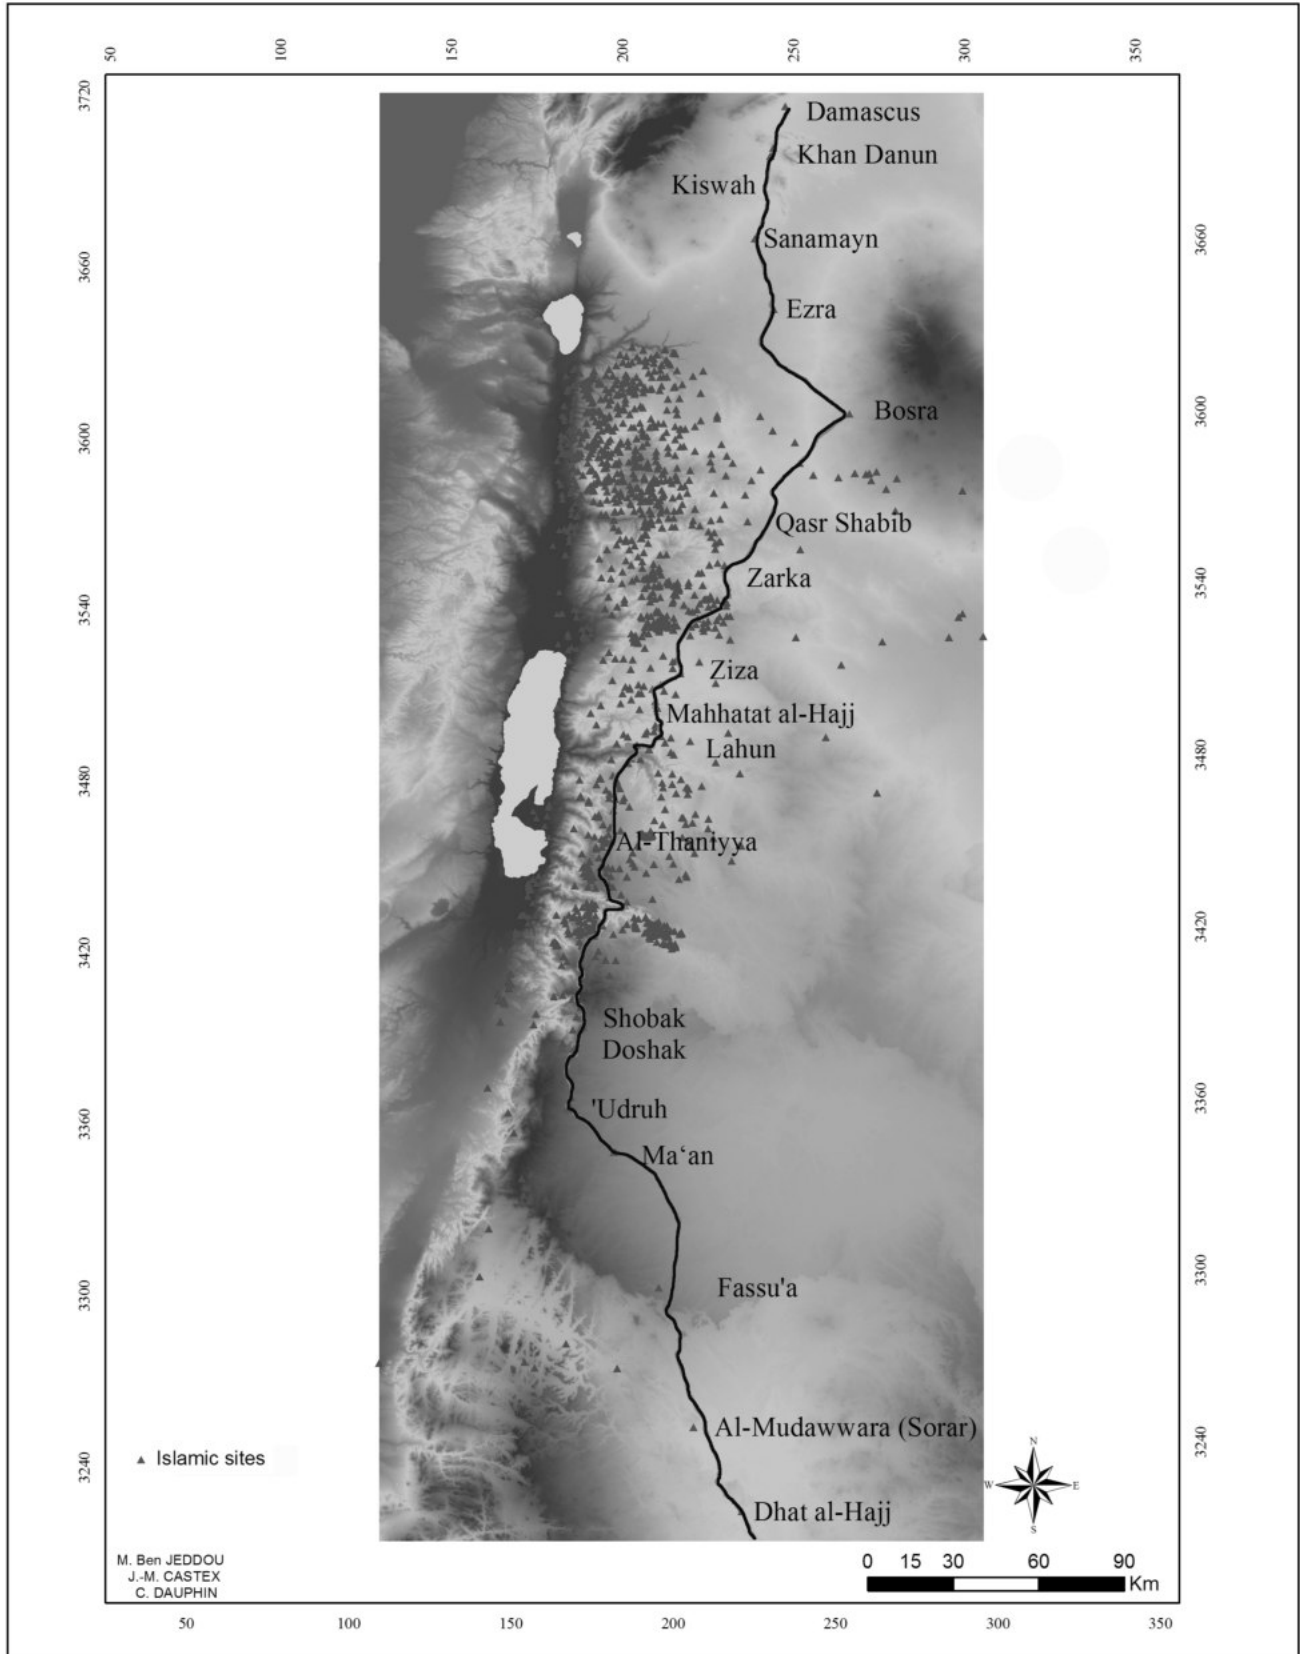 50 100 150 200 250 300 350
3720
Damascus
Khan Danun
Kiswah
Sanamayn
3660 3660
Ezra
Bosra
3600 3600
Qasr Shabib
Zarka
3540 3540
Ziza
Mahhatat al-Hajj
Lahun
3480 3480
Al-Thaniyya
3420 3420
Shobak
Doshak
'Udruh
3360 3360
Ma‘an
Fassu'a
3300 3300
Al-Mudawwara (Sorar)
Islamic sites
3240 3240
N
W E
S
Dhat al-Hajj
M. Ben JEDDOU
J.-M. CASTEX
C. DAUPHIN
0 15 30 60 90
Km
50 100 150 200 250 300 350